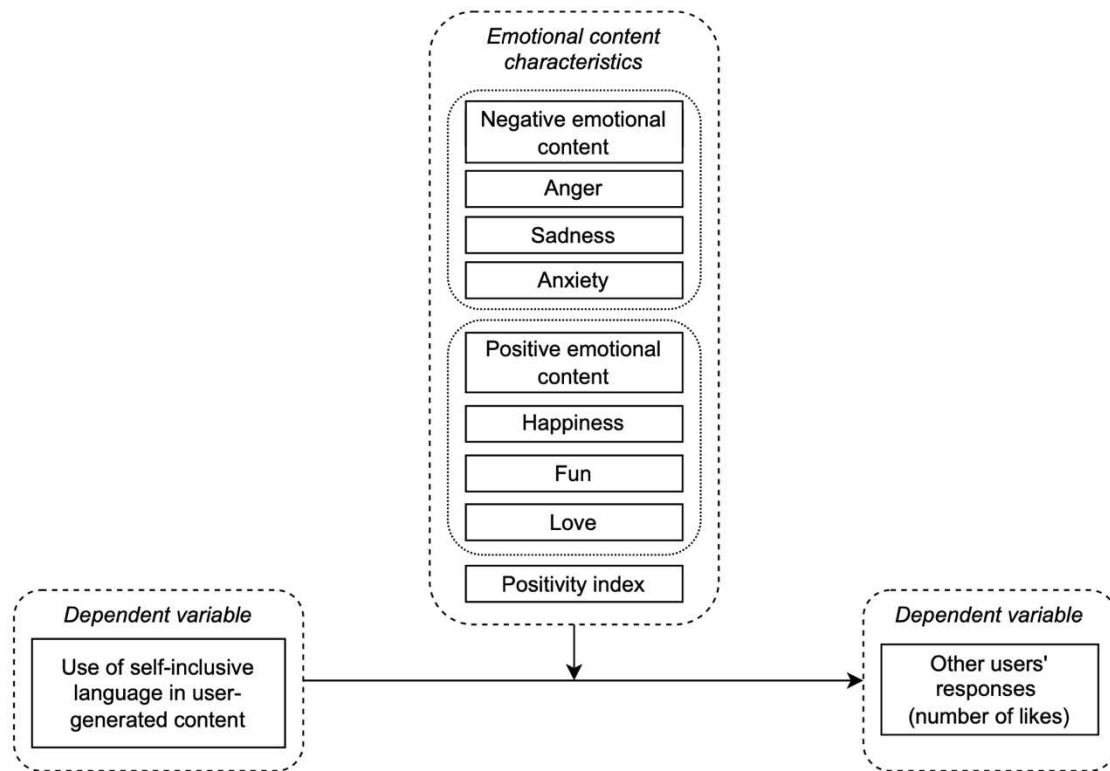 Emotional content
characteristics
Negative emotional
content
Anger
Sadness
Anxiety
Positive emotional
content
Happiness
Fun
Love
Positivity index
Dependent variable
Use of self-inclusive
language in user-
generated content
Dependent variable
Other users'
responses
(number of likes)